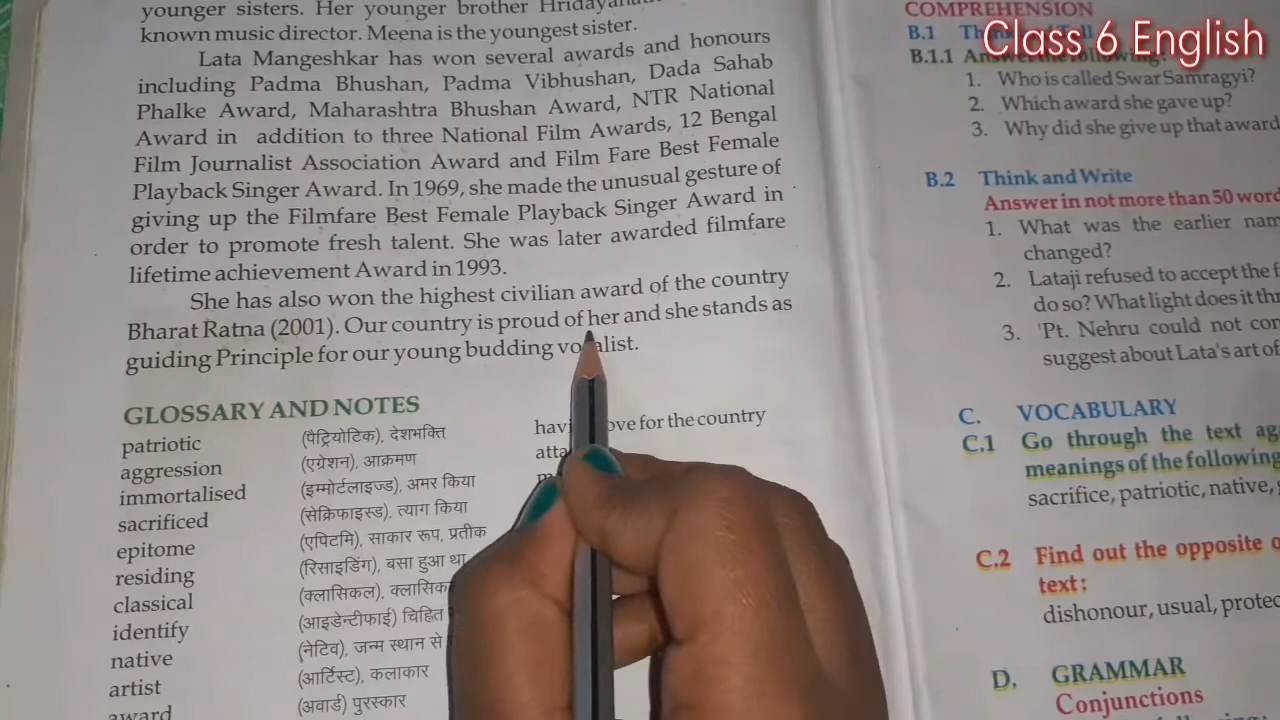 younger sisters. Her younger brother
known music director. Meena is the youngest sister.
Lata Mangeshkar has won several awards and honours
including Padma Bhushan, Padma Vibhushan, Dada Sahab
Phalke Award, Maharashtra Bhushan Award, NTR National
Award in addition to three National Film Awards, 12 Bengal
Film Journalist Association Award and Film Fare Best Female
Playback Singer Award. In 1969, she made the unusual gesture of
giving up the Filmfare Best Female Playback Singer Award in
order to promote fresh talent. She was later awarded filmfare
lifetime achievement Award in 1993.
She has also won the highest civilian award of the country
Bharat Ratna (2001). Our country is proud of her and she stands as
guiding Principle for our young budding
GLOSSARY AND NOTES
patriotic (पैट्रियोटिक), देशभक्ति for the country
aggression (एग्रेशन), आक्रमण
immortalised (इम्मोर्टलाइज्ड), अमर किया
sacrificed (सेक्रिफाइस्ड), त्याग किया
epitome (एपिटमि), साकार रूप, प्रतीक
residing (रिसाइडिंग), बसा हुआ था
classical (क्लासिकल),
identify (आइडेन्टीफाई) चिह्नित
native (नेटिव), जन्म स्थान से
artist (आर्टिस्ट), कलाकार
award (अवार्ड) पुरस्कार
Class 6 English
COMPREHENSION
B.1
B.1.1
1. Who is called Swar Samragyi?
2. Which award she gave up?
3. Why did she give up that award
B.2 Think and Write
Answer in not more than 50
1. What was the earlier
changed?
2. Lataji refused to accept the
do so? What light does it
3. 'Pt. Nehru could not
suggest about Lata's art of
C. VOCABULARY
C.1 Go through the text
meanings of the following
sacrifice, patriotic, native,
C.2 Find out the opposite
text:
dishonour, usual,
D. GRAMMAR
Conjunctions